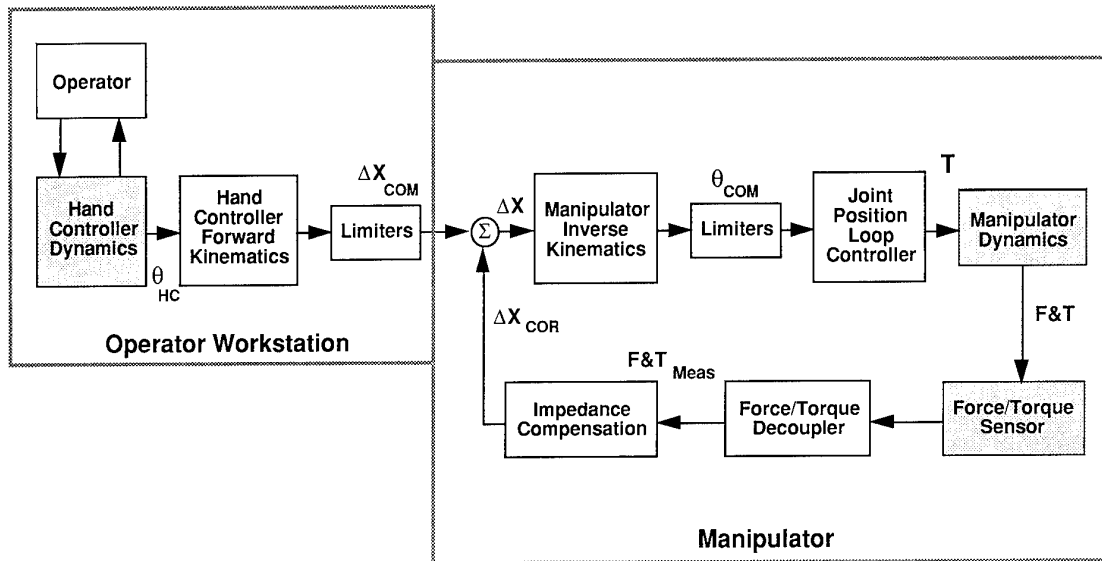 Operator
Hand
Controller
Dynamics
θ HC
Hand
Controller
Forward
Kinematics
ΔX COM
Limiters
Operator Workstation
Σ
ΔX
Manipulator
Inverse
Kinematics
θ COM
Limiters
Joint
Position
Loop
Controller
T
Manipulator
Dynamics
F&T
ΔX COR
F&T Meas
Impedance
Compensation
Force/Torque
Decoupler
Force/Torque
Sensor
Manipulator